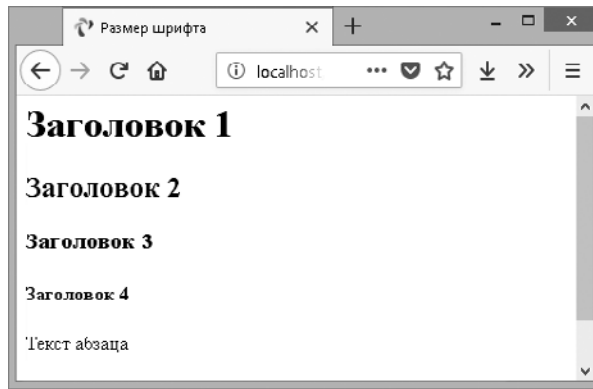 Размер шрифта
localhost
Заголовок 1
Заголовок 2
Заголовок 3
Заголовок 4
Текст абзаца